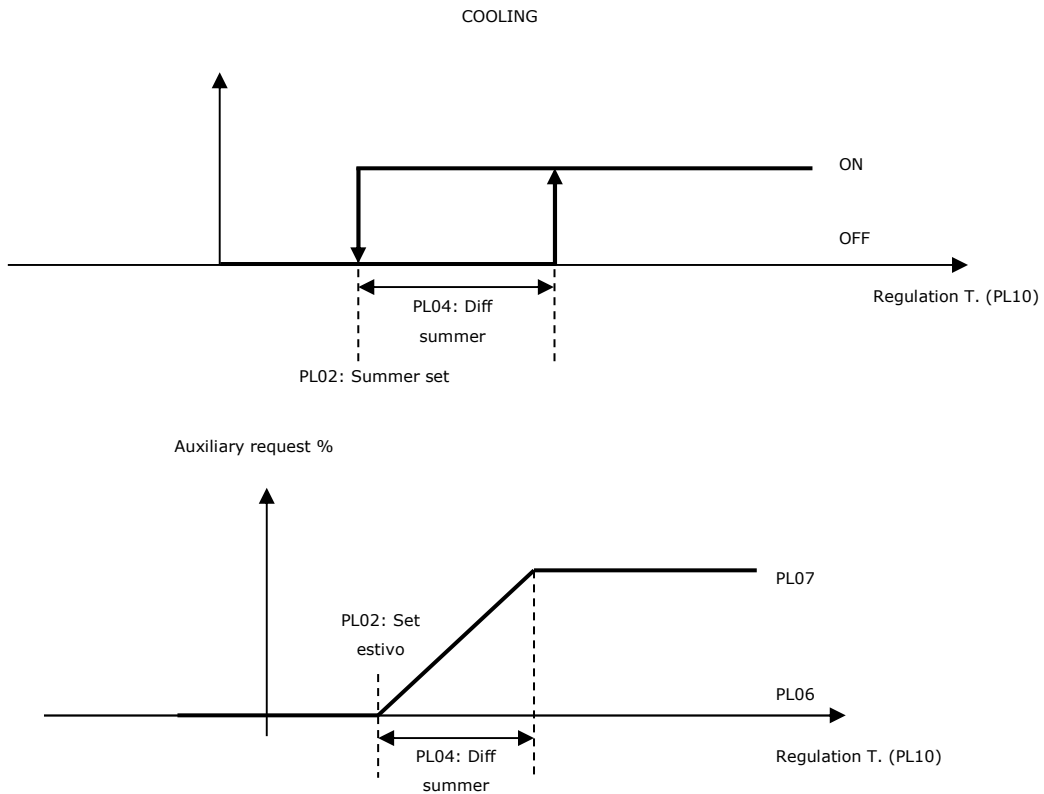 COOLING
ON
OFF
Regulation T. (PL10)
PL04: Diff
summer
PL02: Summer set
Auxiliary request %
PL07
PL02: Set
estivo
PL06
PL04: Diff
summer
Regulation T. (PL10)